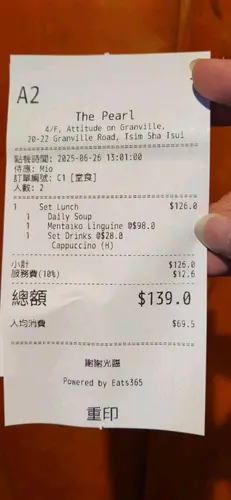 A2
The Pearl
4/F, Attitude on Granville,
20-22 Granville Road, Tsim Sha Tsui
點餐時間: 2025-06-26 13:01:00
侍應: Mio
訂單編號: C1 [堂食]
人數: 2
1 Set Lunch $126.0
1 Daily Soup
1 Mentaiko Linguine @$98.0
1 Set Drinks @$28.0
Cappuccino (H)
小計 $126.0
服務費(10%) $12.6
總額 $139.0
人均消費 $69.5
謝謝光臨
Powered by Eats365
重印